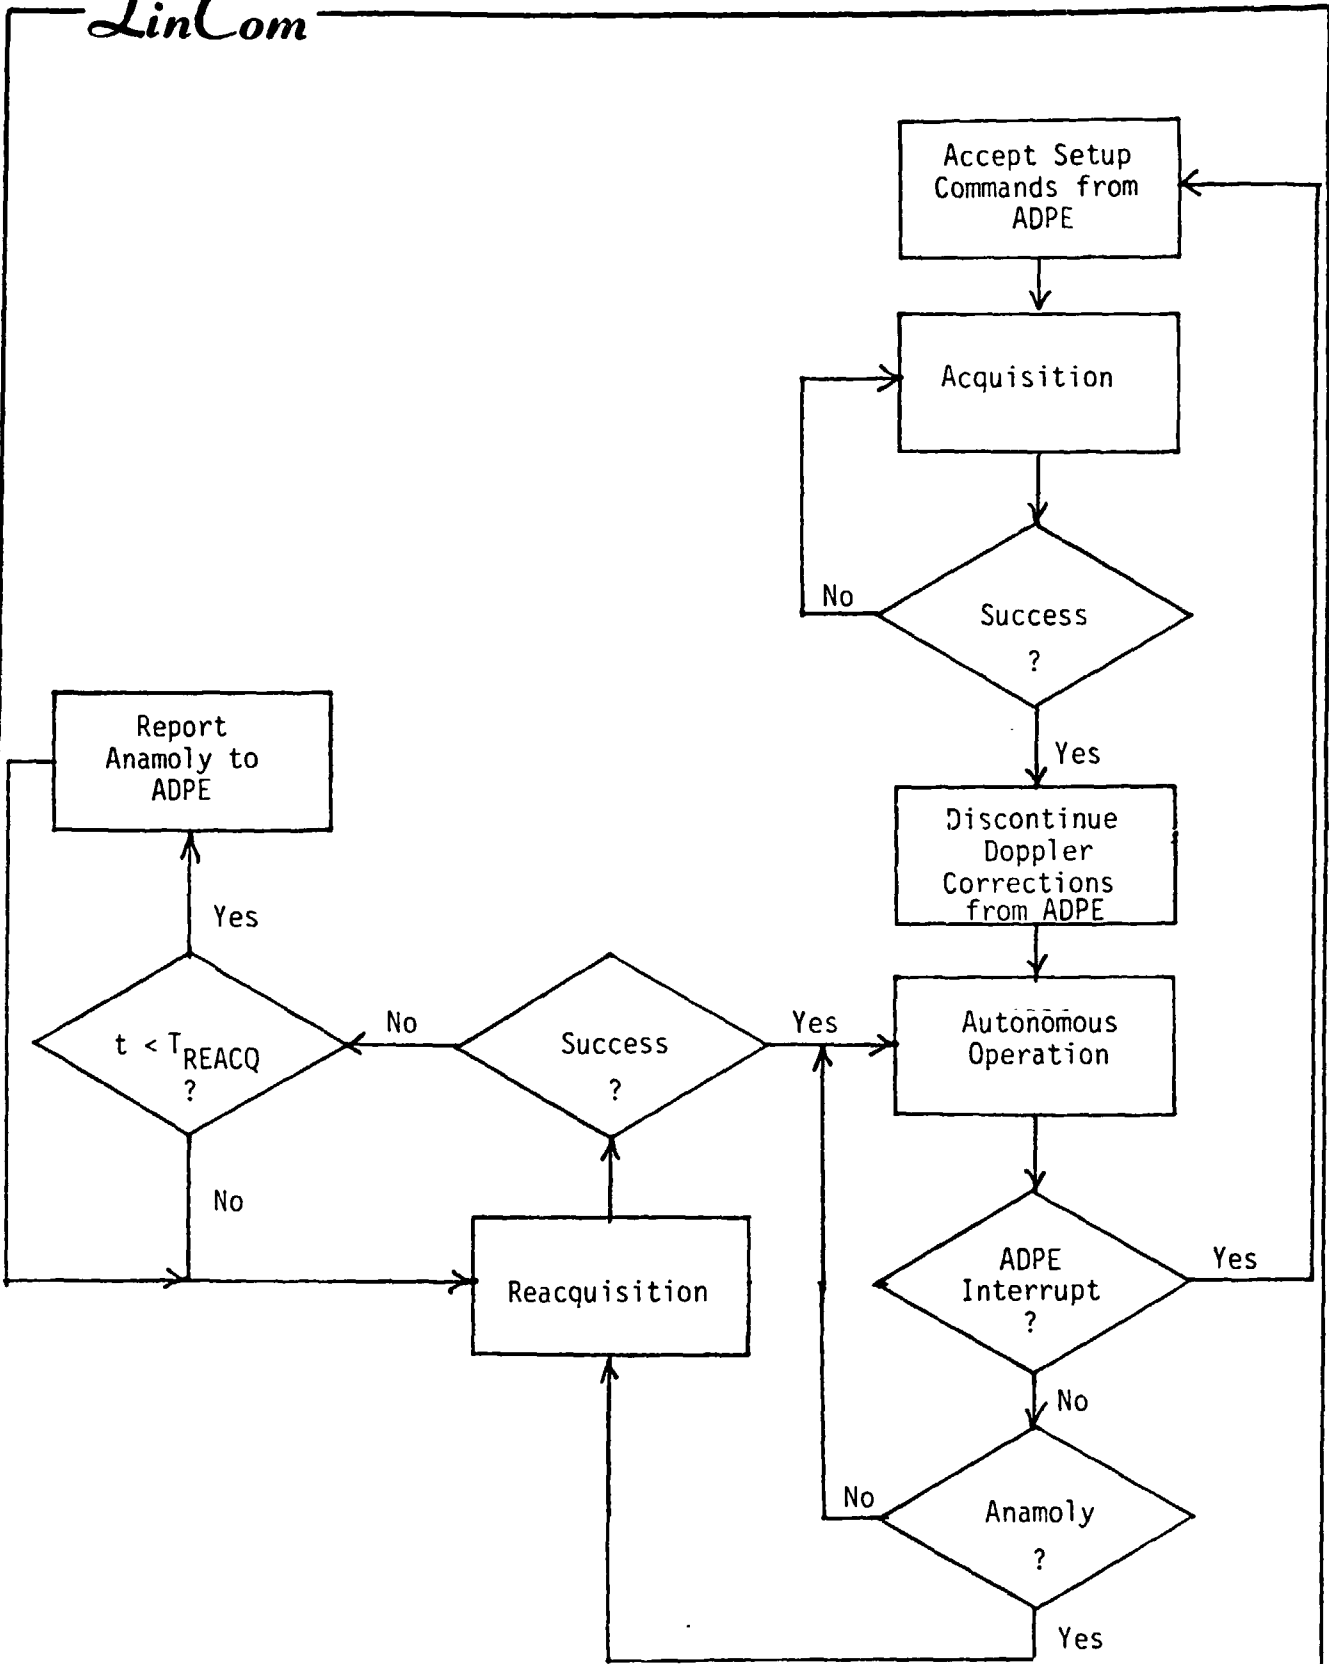 LinCom
Accept Setup
Commands from
ADPE
Acquisition
No
Success
?
Yes
Report
Anamoly to
ADPE
Discontinue
Doppler
Corrections
from ADPE
Yes
t < T_REACQ
?
No
Success
?
Yes
Autonomous
Operation
No
Reacquisition
ADPE
Interrupt
?
Yes
No
No
Anamoly
?
Yes